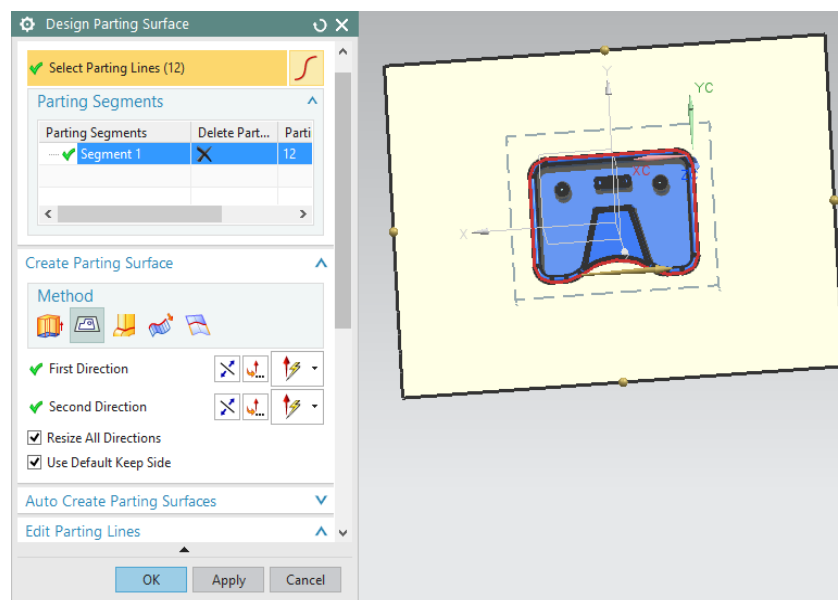 Design Parting Surface
Select Parting Lines (12)
Parting Segments
Parting Segments Delete Part... Parti
Segment 1 12
Create Parting Surface
Method
First Direction
Second Direction
Resize All Directions
Use Default Keep Side
Auto Create Parting Surfaces
Edit Parting Lines
OK Apply Cancel
Y
YC
XC
ZC
X